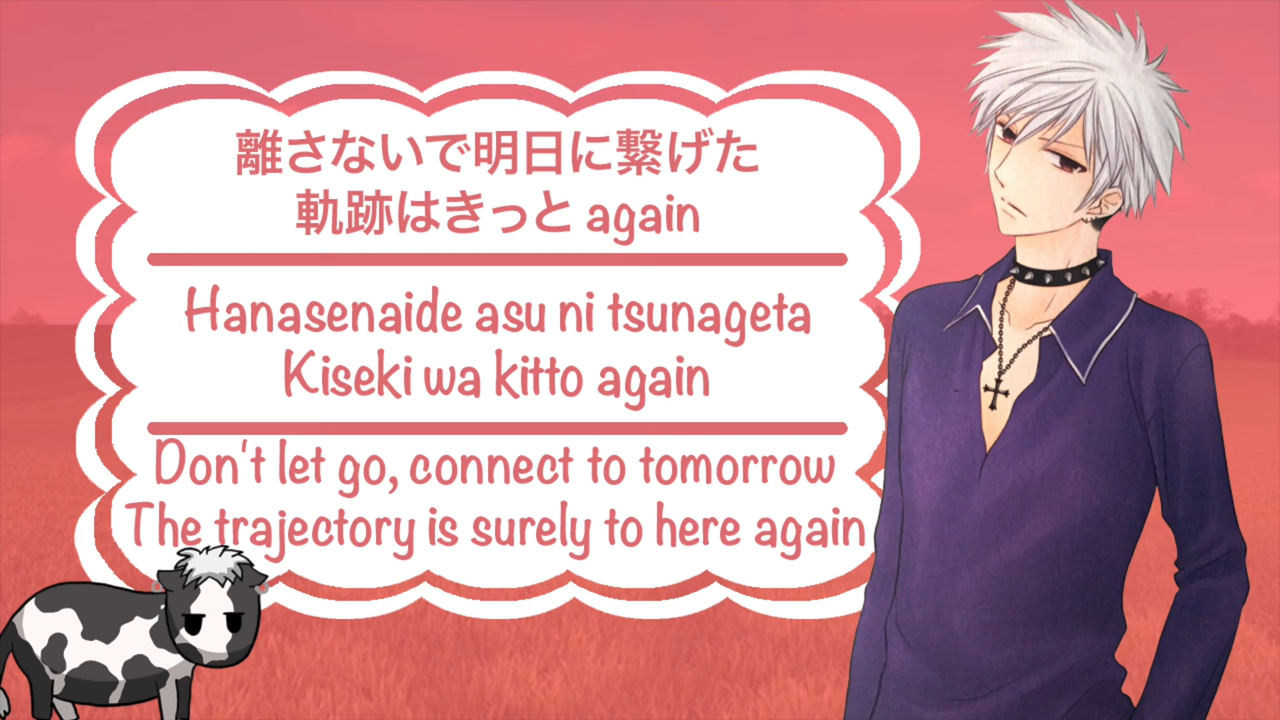 離さないで明日に繋げた
軌跡はきっと again
Hanasenaide asu ni tsunageta
Kiseki wa kitto again
Don't let go, connect to tomorrow
The trajectory is surely to here again